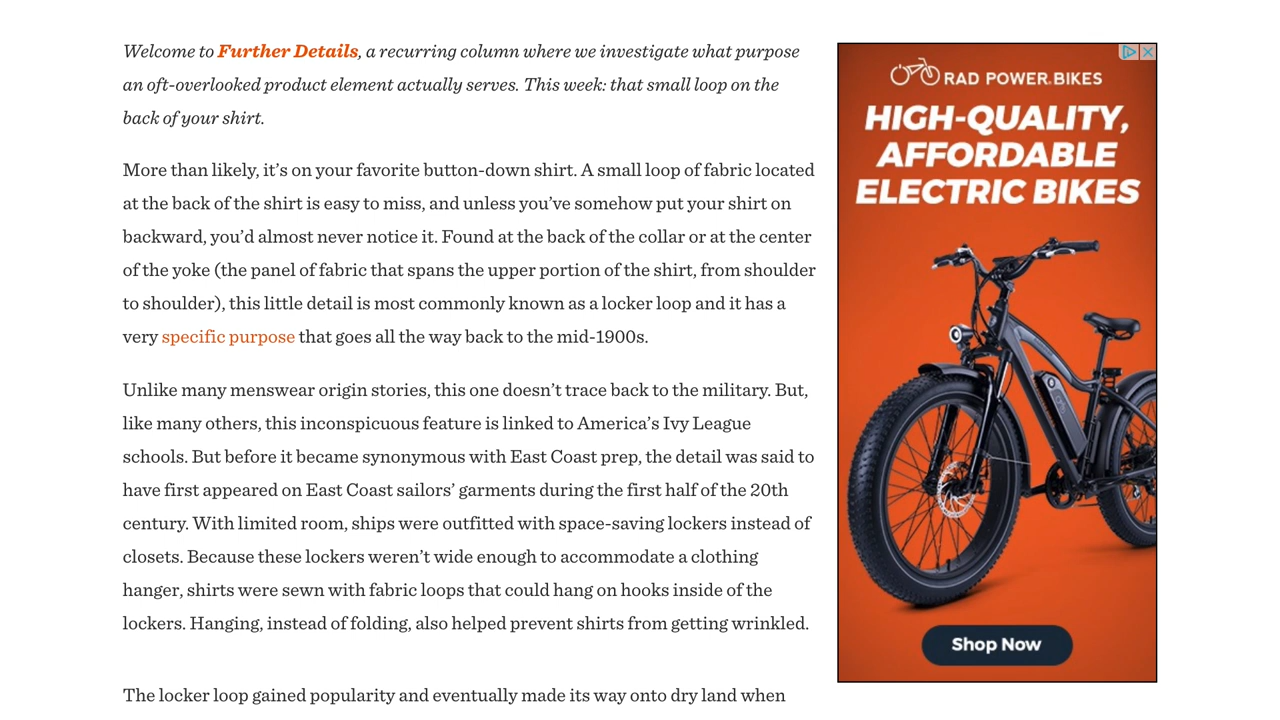 Welcome to Further Details, a recurring column where we investigate what purpose
an oft-overlooked product element actually serves. This week: that small loop on the
back of your shirt.
More than likely, it’s on your favorite button-down shirt. A small loop of fabric located
at the back of the shirt is easy to miss, and unless you’ve somehow put your shirt on
backward, you’d almost never notice it. Found at the back of the collar or at the center
of the yoke (the panel of fabric that spans the upper portion of the shirt, from shoulder
to shoulder), this little detail is most commonly known as a locker loop and it has a
very specific purpose that goes all the way back to the mid-1900s.
Unlike many menswear origin stories, this one doesn’t trace back to the military. But,
like many others, this inconspicuous feature is linked to America’s Ivy League
schools. But before it became synonymous with East Coast prep, the detail was said to
have first appeared on East Coast sailors’ garments during the first half of the 20th
century. With limited room, ships were outfitted with space-saving lockers instead of
closets. Because these lockers weren’t wide enough to accommodate a clothing
hanger, shirts were sewn with fabric loops that could hang on hooks inside of the
lockers. Hanging, instead of folding, also helped prevent shirts from getting wrinkled.
The locker loop gained popularity and eventually made its way onto dry land when
RAD POWER BIKES
HIGH-QUALITY,
AFFORDABLE
ELECTRIC BIKES
Shop Now